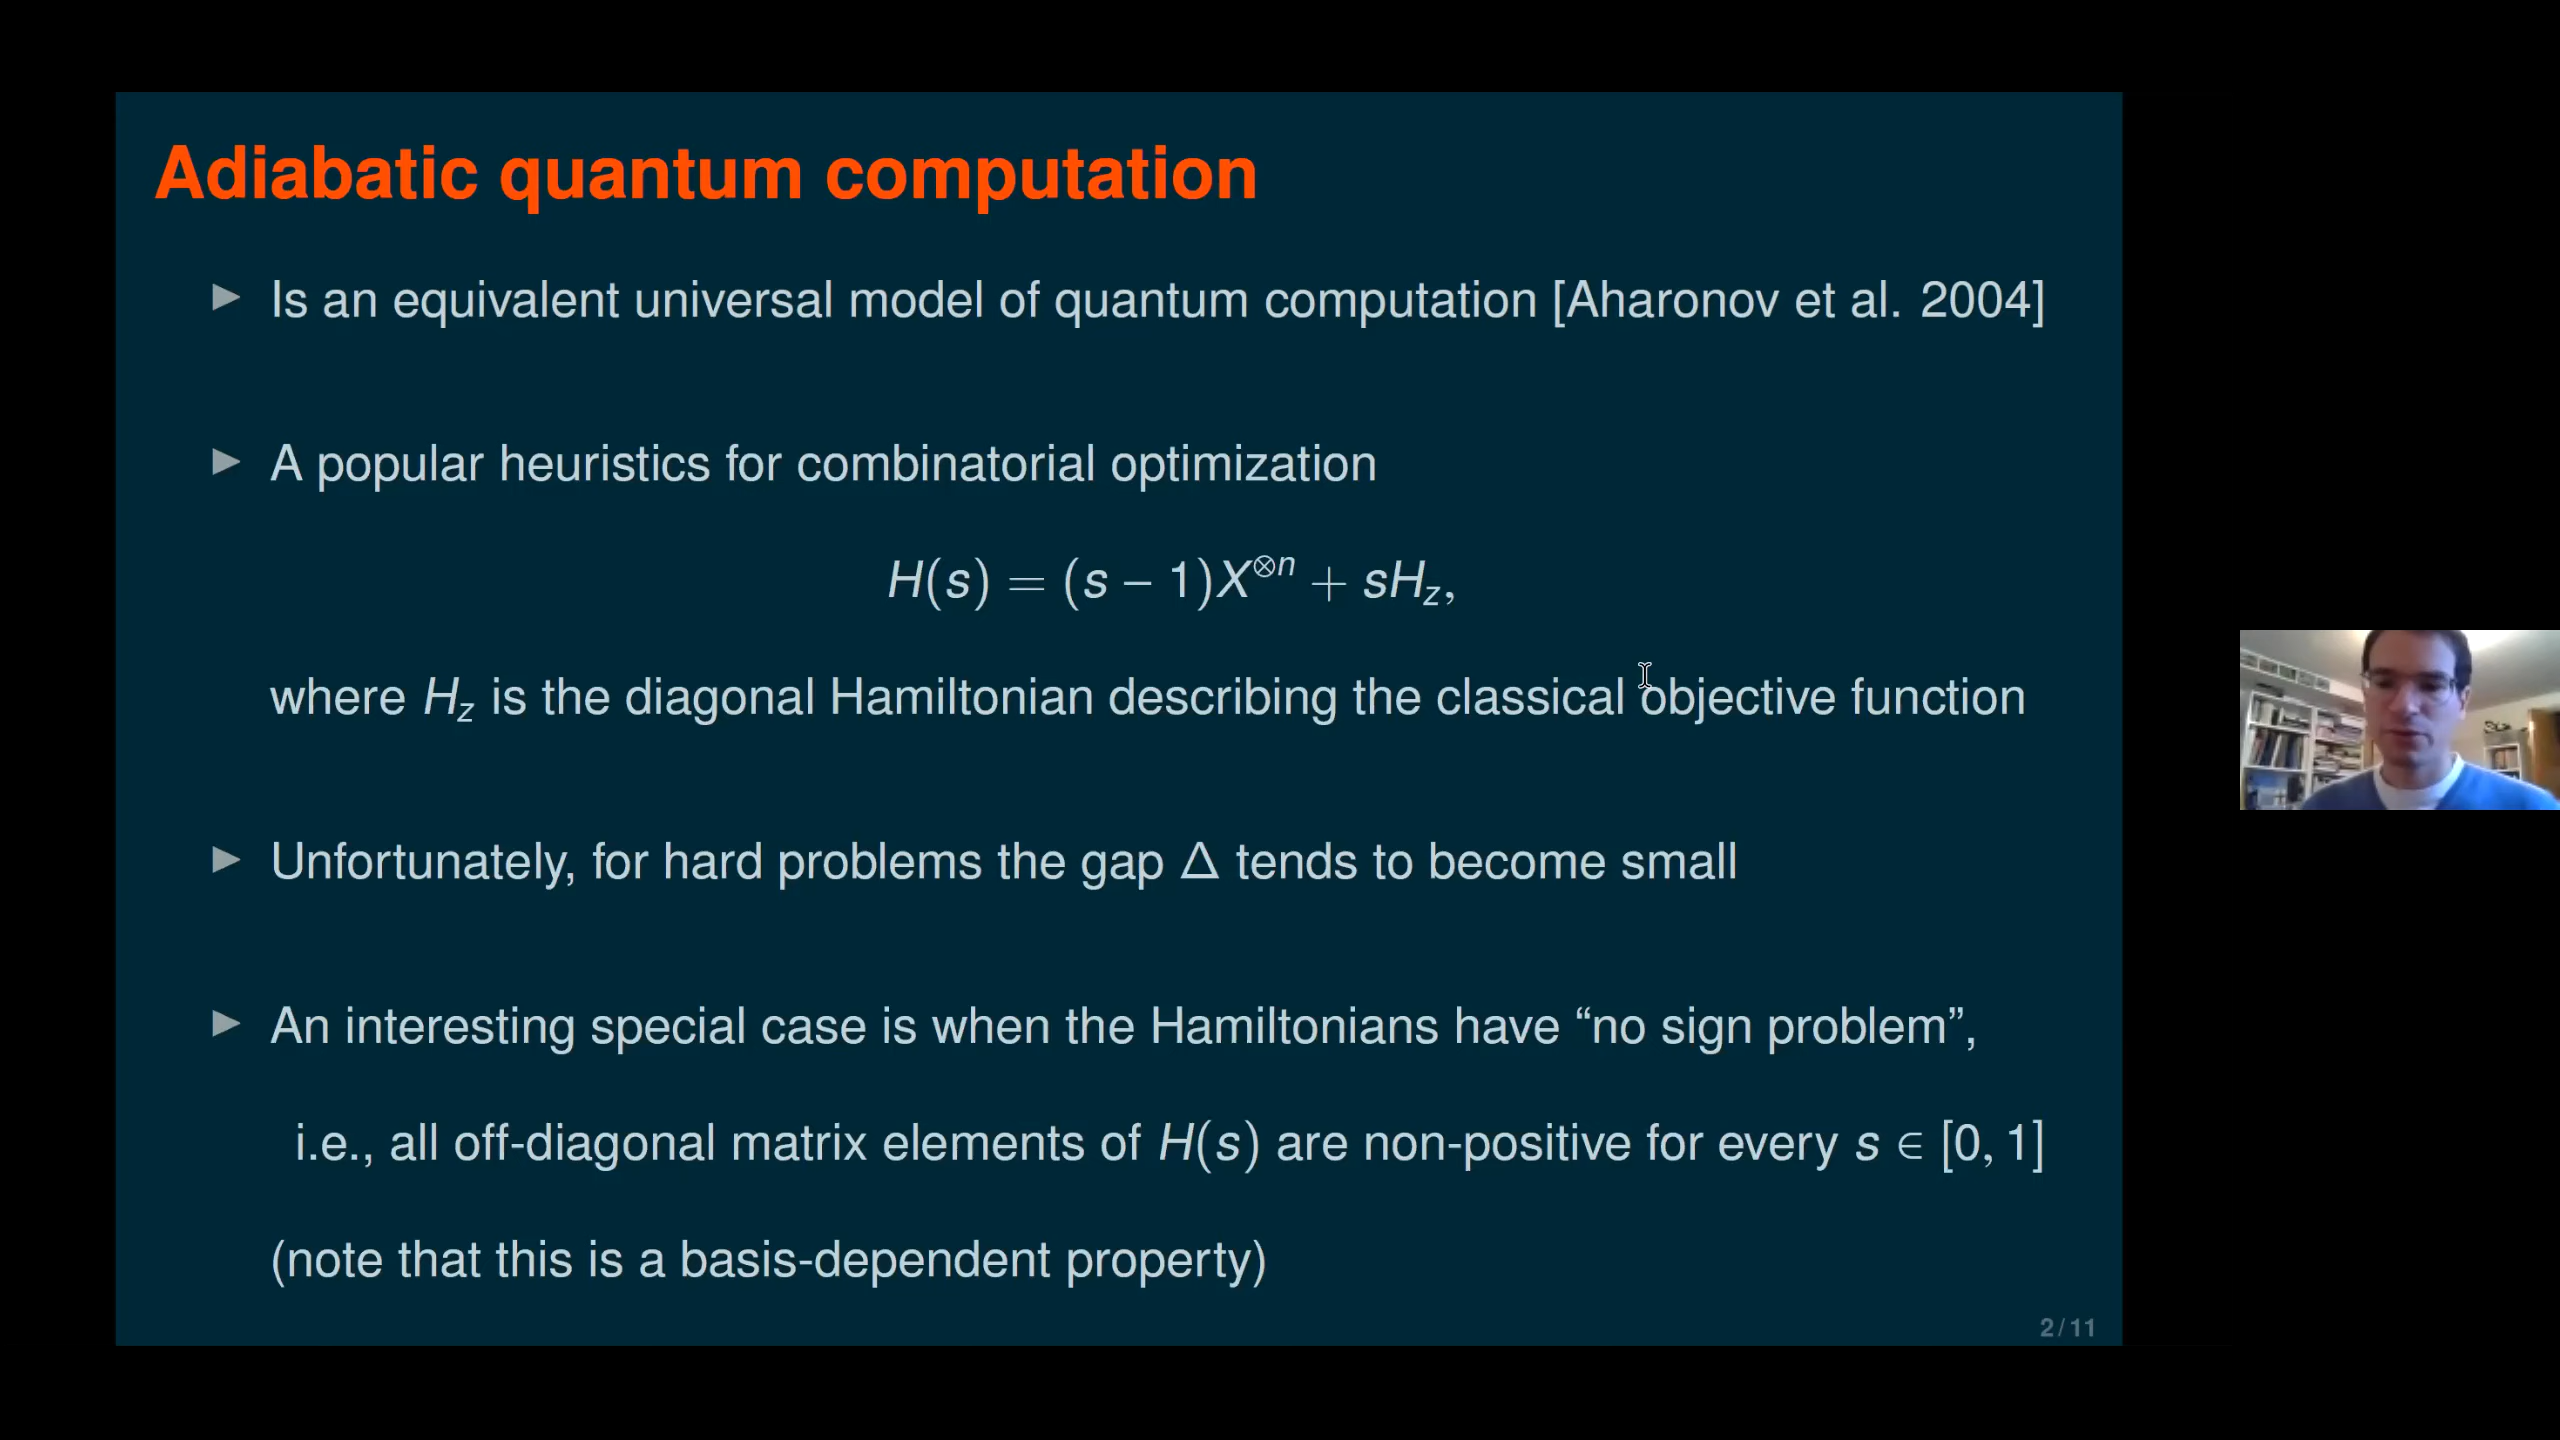 Adiabatic quantum computation
▶ Is an equivalent universal model of quantum computation [Aharonov et al. 2004]
▶ A popular heuristics for combinatorial optimization
H(s) = (s − 1)X^{⊗n} + sH_z,
where H_z is the diagonal Hamiltonian describing the classical objective function
▶ Unfortunately, for hard problems the gap Δ tends to become small
▶ An interesting special case is when the Hamiltonians have “no sign problem”,
i.e., all off-diagonal matrix elements of H(s) are non-positive for every s ∈ [0, 1]
(note that this is a basis-dependent property)
2 / 11